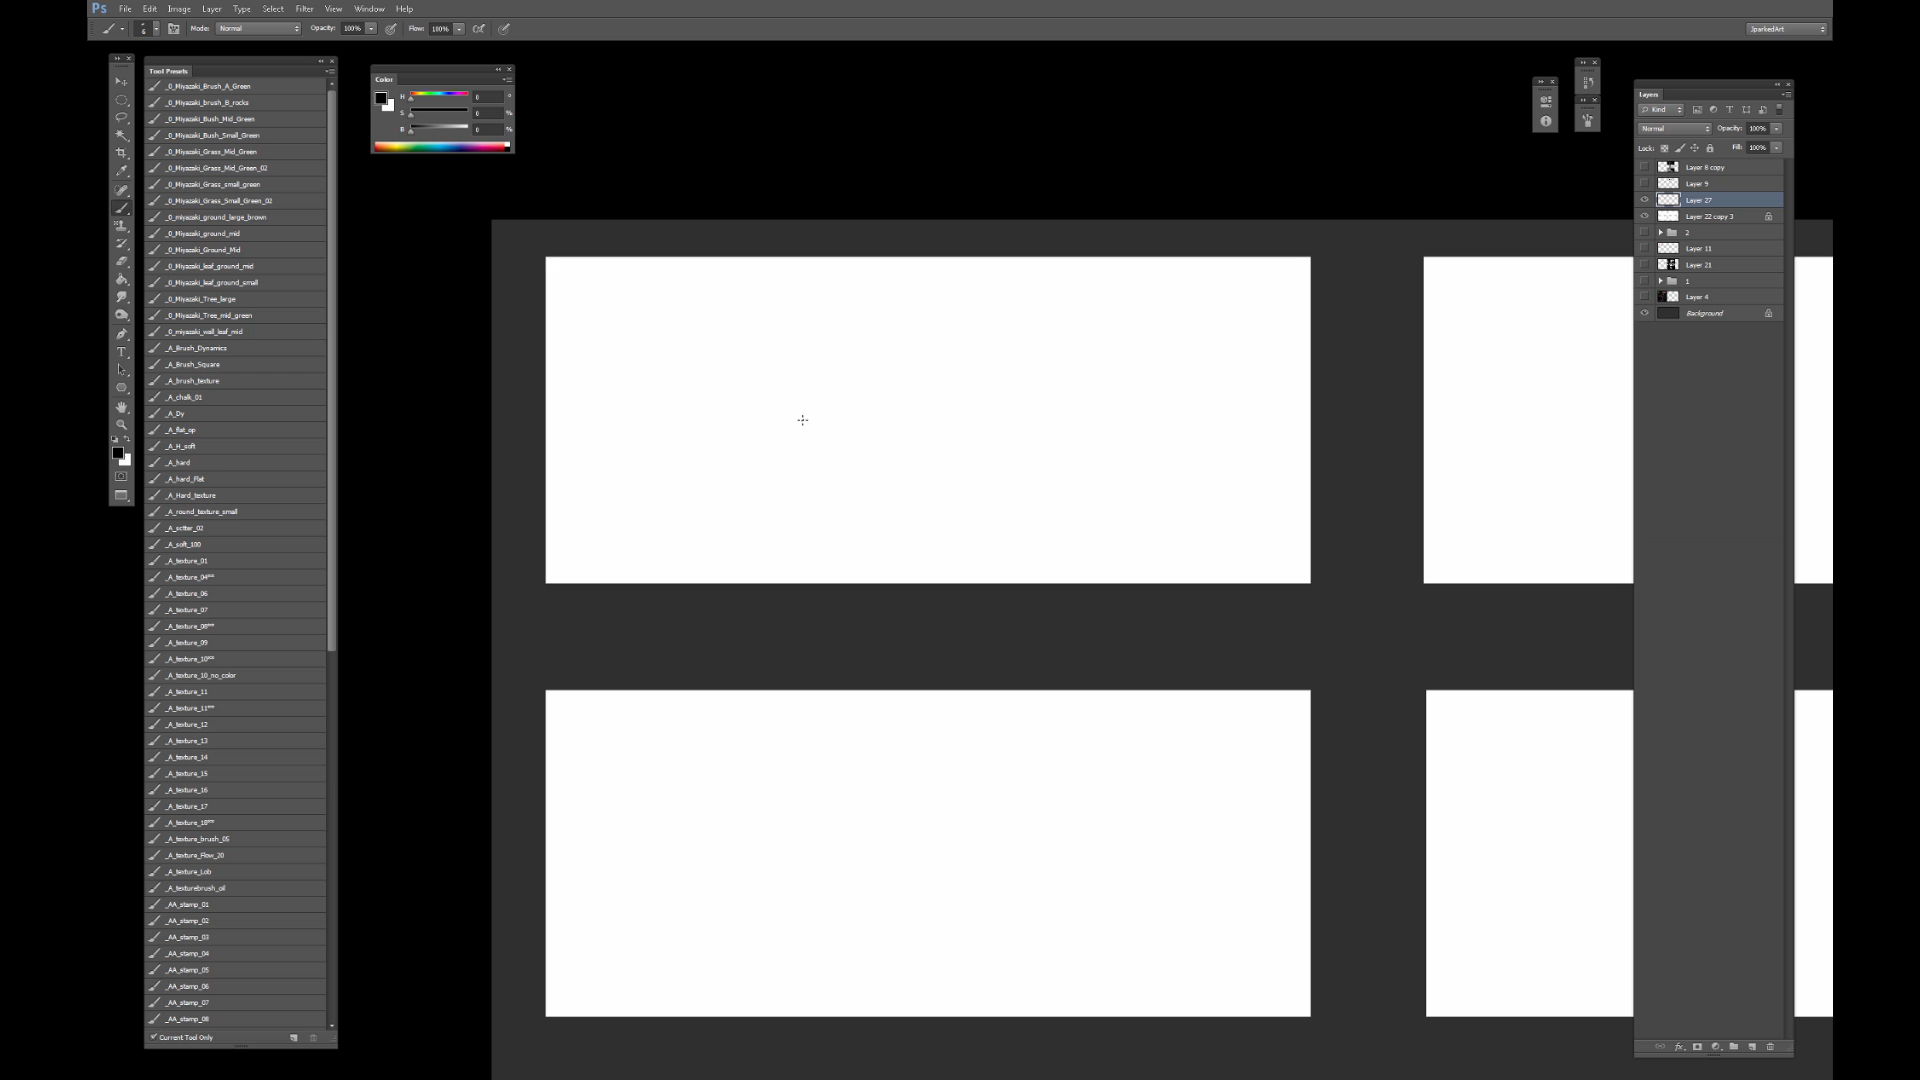 Ps File Edit Image Layer Type Select Filter View Window Help
6 Mode: Normal Opacity: 100% Flow: 100% JparkedArt
Tool Presets
_0_Miyazaki_Brush_A_Green
_0_Miyazaki_brush_B_rocks
_0_Miyazaki_Bush_Mid_Green
_0_Miyazaki_Bush_Small_Green
_0_Miyazaki_Grass_Mid_Green
_0_Miyazaki_Grass_Mid_Green_02
_0_Miyazaki_Grass_small_green
_0_Miyazaki_Grass_Small_Green_02
_0_miyazaki_ground_large_brown
_0_Miyazaki_ground_mid
_0_Miyazaki_Ground_Mid
_0_Miyazaki_leaf_ground_mid
_0_Miyazaki_leaf_ground_small
_0_Miyazaki_Tree_large
_0_Miyazaki_Tree_mid_green
_0_miyazaki_wall_leaf_mid
_A_Brush_Dynamics
_A_Brush_Square
_A_brush_texture
_A_chalk_01
_A_Dy
_A_flat_op
_A_H_soft
_A_hard
_A_hard_Flat
_A_Hard_texture
_A_round_texture_small
_A_sctter_02
_A_soft_100
_A_texture_01
_A_texture_04**
_A_texture_06
_A_texture_07
_A_texture_08**
_A_texture_09
_A_texture_10**
_A_texture_10_no_color
_A_texture_11
_A_texture_11**
_A_texture_12
_A_texture_13
_A_texture_14
_A_texture_15
_A_texture_16
_A_texture_17
_A_texture_18**
_A_texture_brush_05
_A_texture_Flow_20
_A_texture_Lob
_A_texturebrush_oil
_AA_stamp_01
_AA_stamp_02
_AA_stamp_03
_AA_stamp_04
_AA_stamp_05
_AA_stamp_06
_AA_stamp_07
_AA_stamp_08
Current Tool Only
Color
H 0 °
S 0 %
B 0 %
Layers
Kind
Normal Opacity: 100%
Lock: Fill: 100%
Layer 8 copy
Layer 9
Layer 27
Layer 22 copy 3
2
Layer 11
Layer 21
1
Layer 4
Background
fx